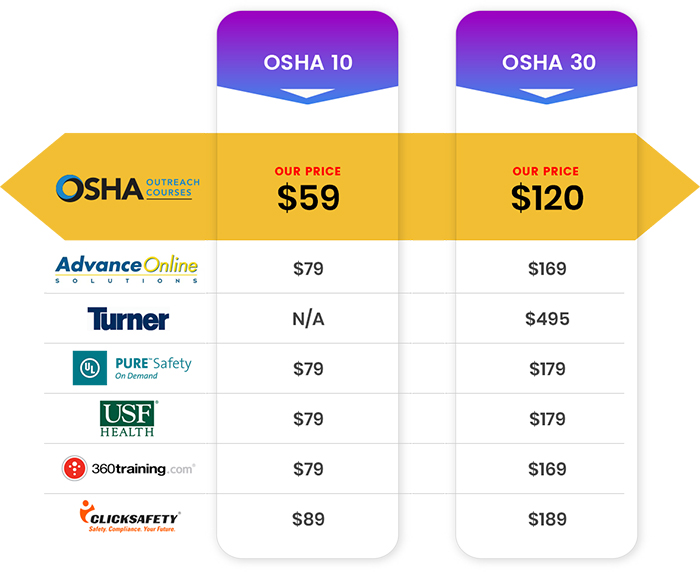 OSHA 10
OSHA 30
OSHA OUTREACH COURSES
OUR PRICE
$59
OUR PRICE
$120
Advance Online
SOLUTIONS
$79
$169
Turner
N/A
$495
UL PURE™ Safety
On Demand
$79
$179
USF®
HEALTH
$79
$179
360training.com®
$79
$169
CLICKSAFETY®
Safety. Compliance. Your Future.
$89
$189